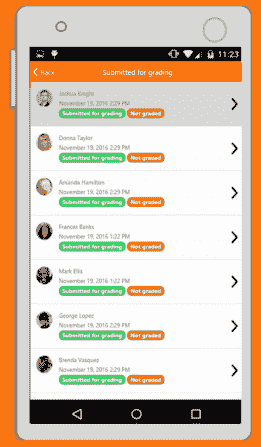 11:23
Back
Submitted for grading
Joshua Knight
November 19, 2016 2:29 PM
Submitted for grading Not graded
Donna Taylor
November 19, 2016 2:29 PM
Submitted for grading Not graded
Amanda Hamilton
November 19, 2016 2:29 PM
Submitted for grading Not graded
Frances Banks
November 19, 2016 1:22 PM
Submitted for grading Not graded
Mark Ellis
November 19, 2016 1:22 PM
Submitted for grading Not graded
George Lopez
November 19, 2016 2:29 PM
Submitted for grading Not graded
Brenda Vasquez
November 19, 2016 2:29 PM
Submitted for grading Not graded